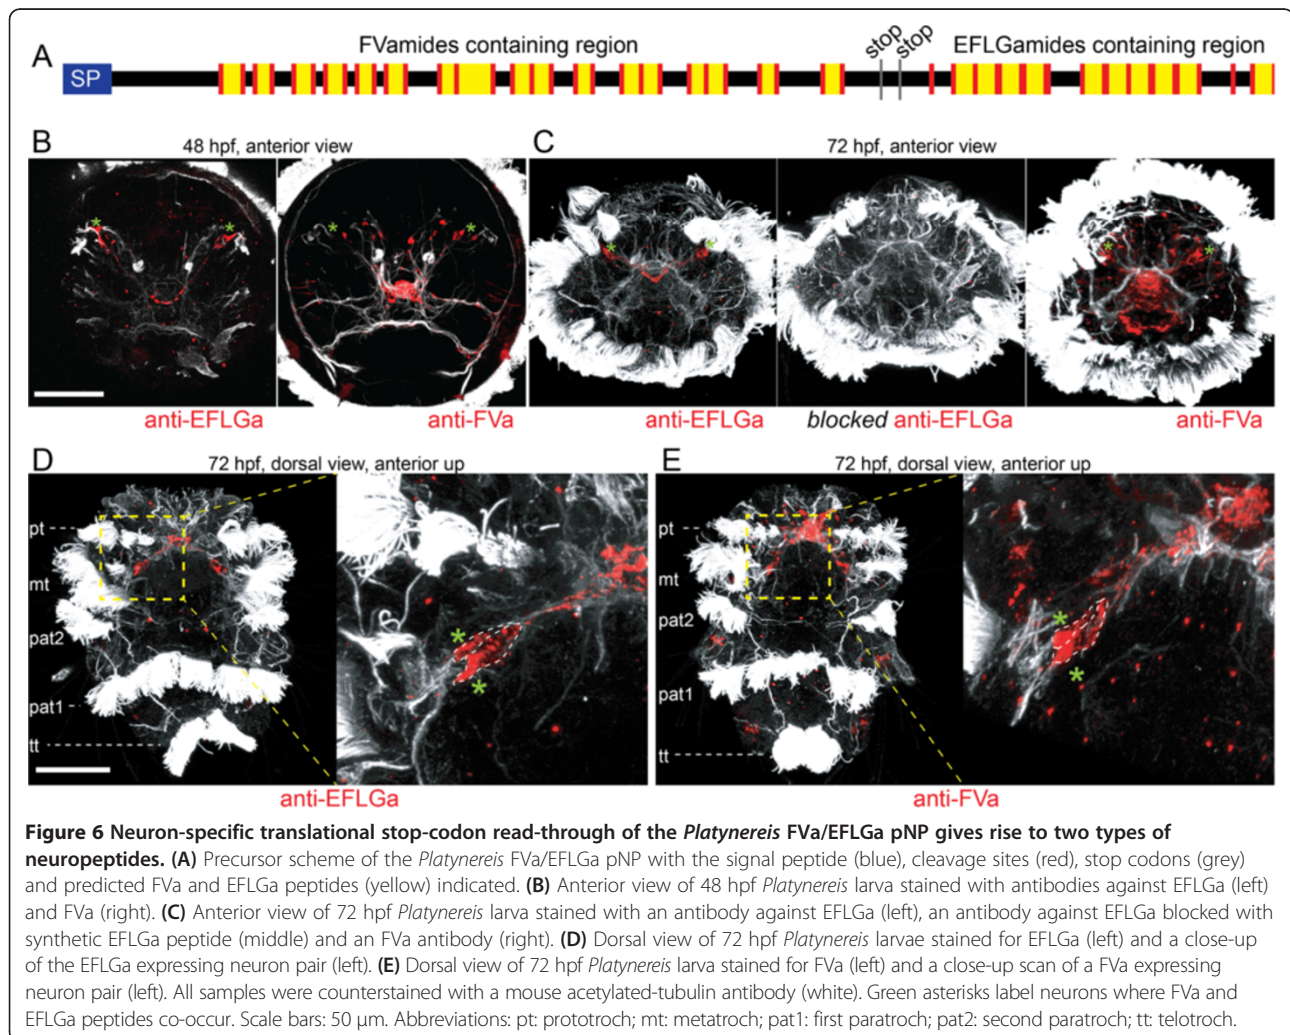 A
FVamides containing region
stop
stop
EFLGamides containing region
SP
B
48 hpf, anterior view
C
72 hpf, anterior view
anti-EFLGa
anti-FVa
anti-EFLGa
blocked anti-EFLGa
anti-FVa
D
72 hpf, dorsal view, anterior up
E
72 hpf, dorsal view, anterior up
pt
mt
pat2
pat1
tt
pt
mt
pat2
pat1
tt
anti-EFLGa
anti-FVa
Figure 6 Neuron-specific translational stop-codon read-through of the Platynereis FVa/EFLGa pNP gives rise to two types of
neuropeptides. (A) Precursor scheme of the Platynereis FVa/EFLGa pNP with the signal peptide (blue), cleavage sites (red), stop codons (grey)
and predicted FVa and EFLGa peptides (yellow) indicated. (B) Anterior view of 48 hpf Platynereis larva stained with antibodies against EFLGa (left)
and FVa (right). (C) Anterior view of 72 hpf Platynereis larva stained with an antibody against EFLGa (left), an antibody against EFLGa blocked with
synthetic EFLGa peptide (middle) and an FVa antibody (right). (D) Dorsal view of 72 hpf Platynereis larvae stained for EFLGa (left) and a close-up
of the EFLGa expressing neuron pair (left). (E) Dorsal view of 72 hpf Platynereis larva stained for FVa (left) and a close-up scan of a FVa expressing
neuron pair (left). All samples were counterstained with a mouse acetylated-tubulin antibody (white). Green asterisks label neurons where FVa and
EFLGa peptides co-occur. Scale bars: 50 μm. Abbreviations: pt: prototroch; mt: metatroch; pat1: first paratroch; pat2: second paratroch; tt: telotroch.